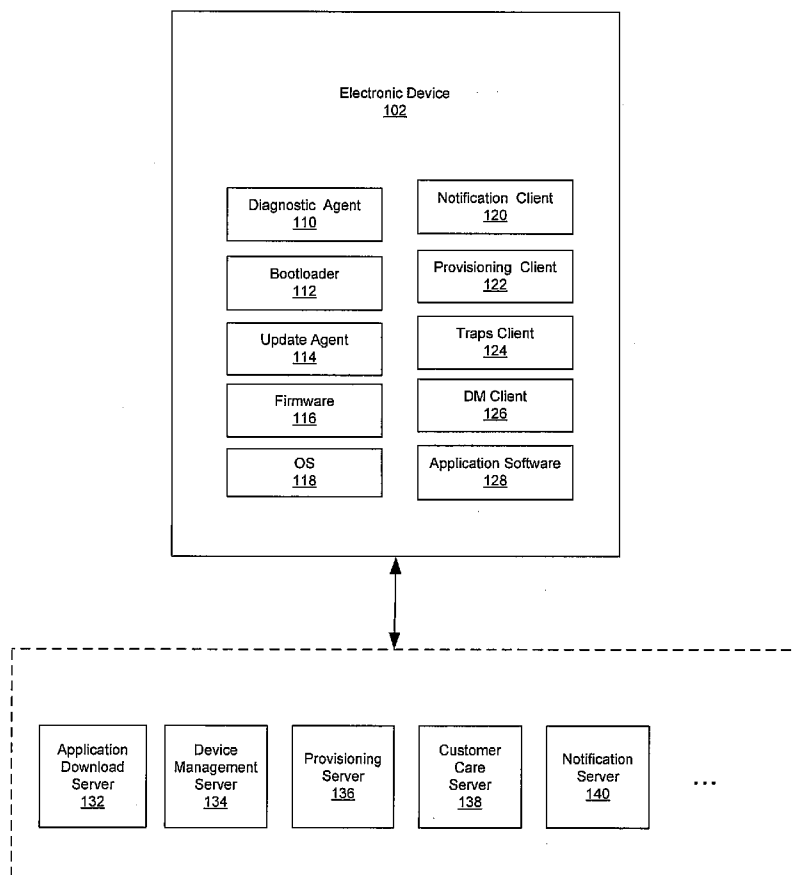 Electronic Device
102
Diagnostic Agent
110
Notification Client
120
Bootloader
112
Provisioning Client
122
Update Agent
114
Traps Client
124
Firmware
116
DM Client
126
OS
118
Application Software
128
Application
Download
Server
132
Device
Management
Server
134
Provisioning
Server
136
Customer
Care
Server
138
Notification
Server
140
...